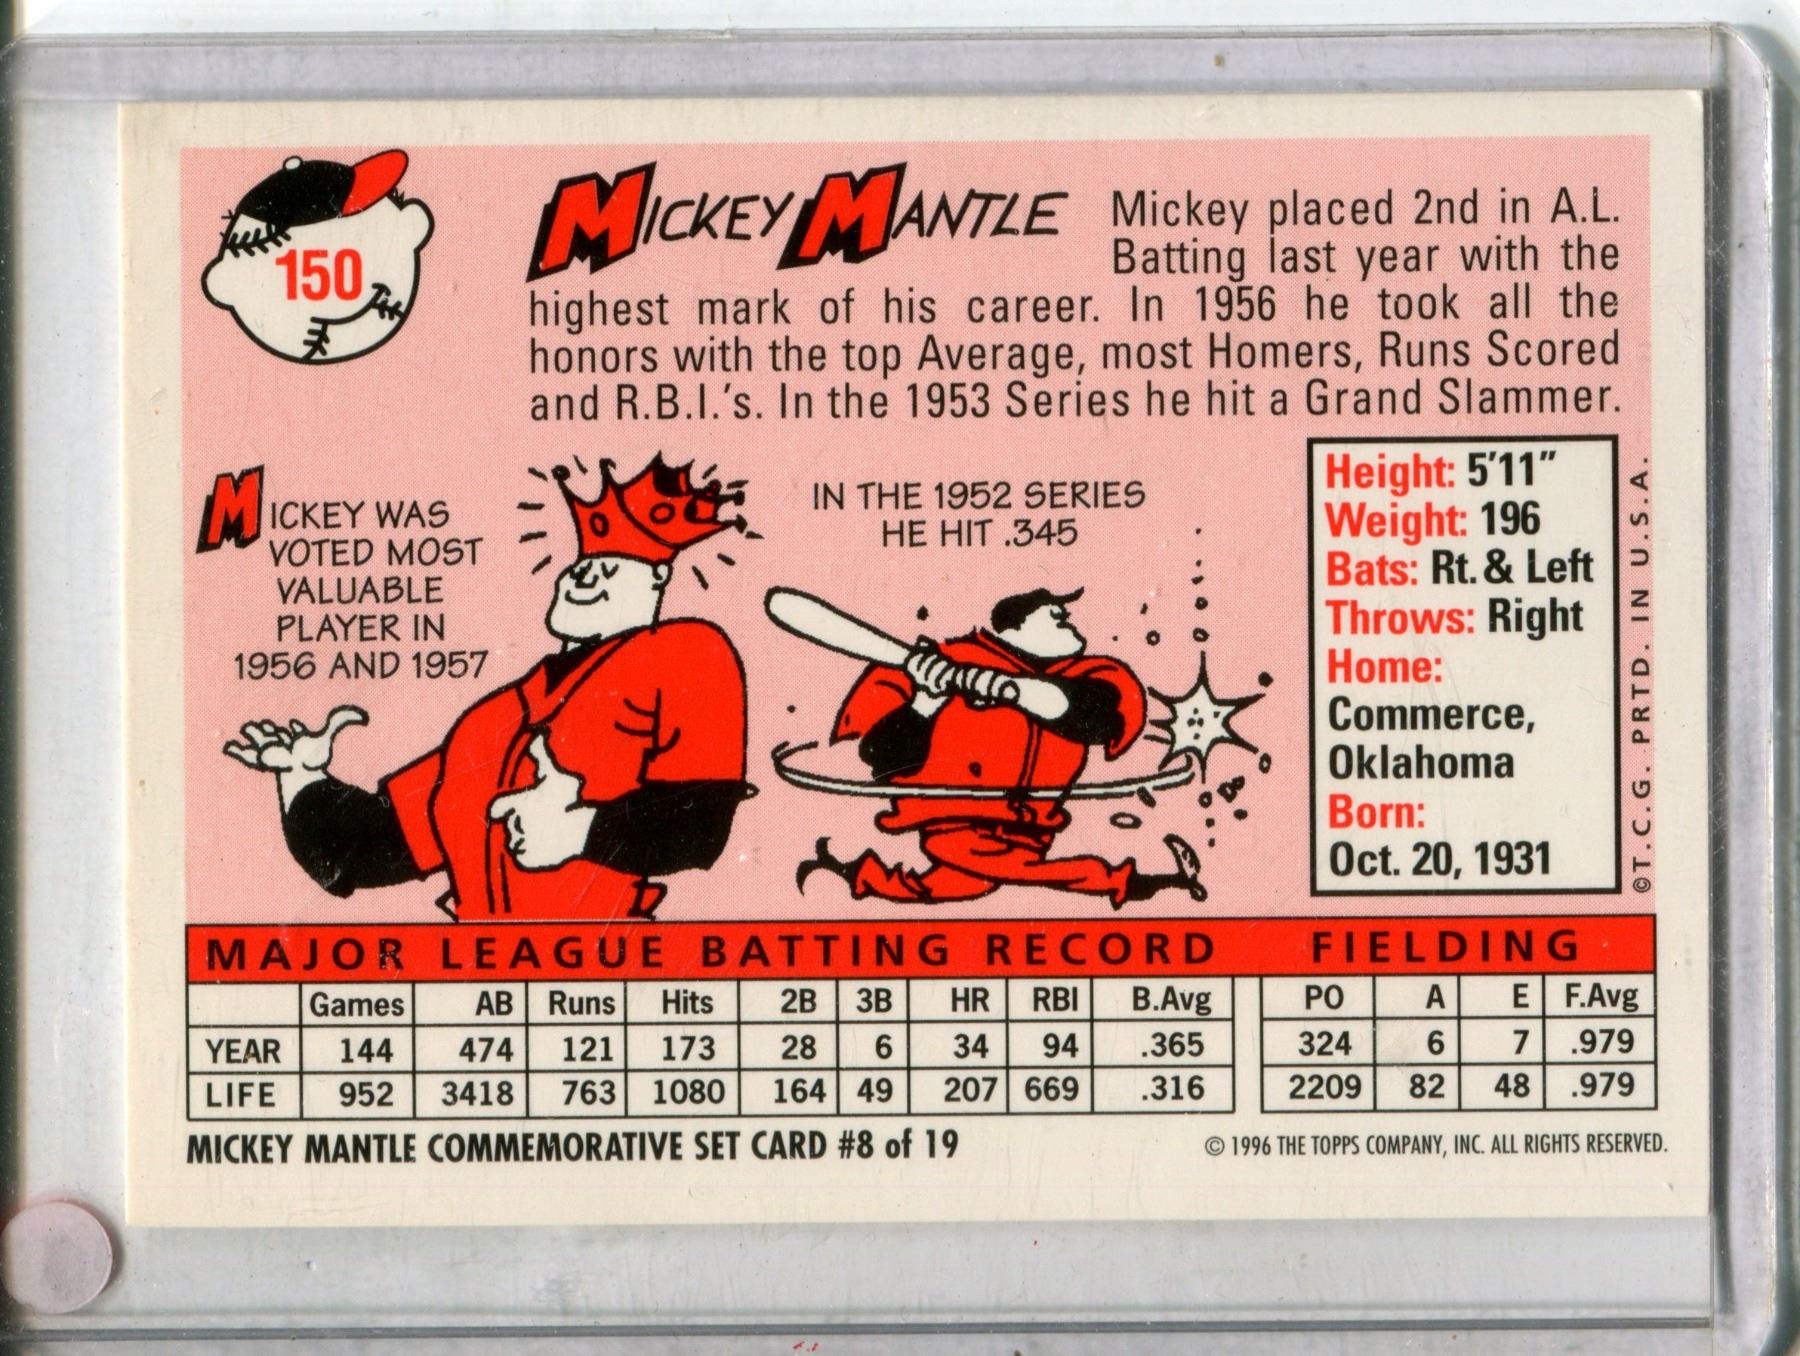 150
MICKEY MANTLE
Mickey placed 2nd in A.L.
Batting last year with the
highest mark of his career. In 1956 he took all the
honors with the top Average, most Homers, Runs Scored
and R.B.I.'s. In the 1953 Series he hit a Grand Slammer.
MICKEY WAS
VOTED MOST
VALUABLE
PLAYER IN
1956 AND 1957
IN THE 1952 SERIES
HE HIT .345
Height: 5'11"
Weight: 196
Bats: Rt. & Left
Throws: Right
Home:
Commerce,
Oklahoma
Born:
Oct. 20, 1931
©T.C.G. PRTD. IN U.S.A.
MAJOR LEAGUE BATTING RECORD FIELDING
Games AB Runs Hits 2B 3B HR RBI B.Avg PO A E F.Avg
YEAR 144 474 121 173 28 6 34 94 .365 324 6 7 .979
LIFE 952 3418 763 1080 164 49 207 669 .316 2209 82 48 .979
MICKEY MANTLE COMMEMORATIVE SET CARD #8 of 19
© 1996 THE TOPPS COMPANY, INC. ALL RIGHTS RESERVED.